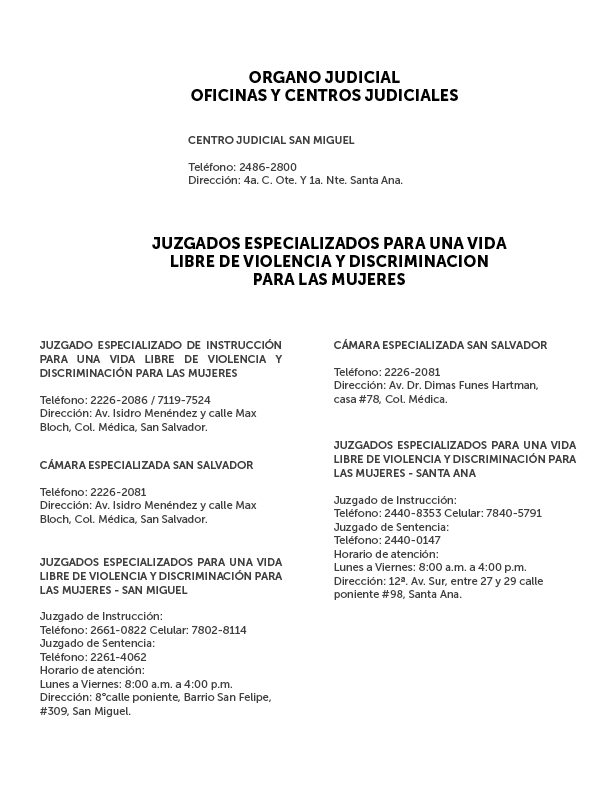 ORGANO JUDICIAL
OFICINAS Y CENTROS JUDICIALES
CENTRO JUDICIAL SAN MIGUEL
Teléfono: 2486-2800
Dirección: 4a. C. Ote. Y 1a. Nte. Santa Ana.
JUZGADOS ESPECIALIZADOS PARA UNA VIDA
LIBRE DE VIOLENCIA Y DISCRIMINACION
PARA LAS MUJERES
JUZGADO ESPECIALIZADO DE INSTRUCCIÓN
PARA UNA VIDA LIBRE DE VIOLENCIA Y
DISCRIMINACIÓN PARA LAS MUJERES
Teléfono: 2226-2086 / 7119-7524
Dirección: Av. Isidro Menéndez y calle Max
Bloch, Col. Médica, San Salvador.
CÁMARA ESPECIALIZADA SAN SALVADOR
Teléfono: 2226-2081
Dirección: Av. Isidro Menéndez y calle Max
Bloch, Col. Médica, San Salvador.
JUZGADOS ESPECIALIZADOS PARA UNA VIDA
LIBRE DE VIOLENCIA Y DISCRIMINACIÓN PARA
LAS MUJERES - SAN MIGUEL
Juzgado de Instrucción:
Teléfono: 2661-0822 Celular: 7802-8114
Juzgado de Sentencia:
Teléfono: 2261-4062
Horario de atención:
Lunes a Viernes: 8:00 a.m. a 4:00 p.m.
Dirección: 8°calle poniente, Barrio San Felipe,
#309, San Miguel.
CÁMARA ESPECIALIZADA SAN SALVADOR
Teléfono: 2226-2081
Dirección: Av. Dr. Dimas Funes Hartman,
casa #78, Col. Médica.
JUZGADOS ESPECIALIZADOS PARA UNA VIDA
LIBRE DE VIOLENCIA Y DISCRIMINACIÓN PARA
LAS MUJERES - SANTA ANA
Juzgado de Instrucción:
Teléfono: 2440-8353 Celular: 7840-5791
Juzgado de Sentencia:
Teléfono: 2440-0147
Horario de atención:
Lunes a Viernes: 8:00 a.m. a 4:00 p.m.
Dirección: 12ª. Av. Sur, entre 27 y 29 calle
poniente #98, Santa Ana.